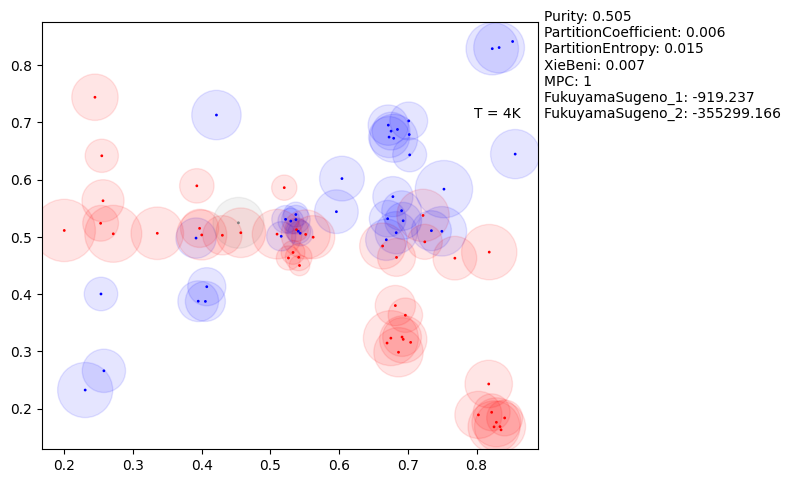 Purity: 0.505
PartitionCoefficient: 0.006
PartitionEntropy: 0.015
XieBeni: 0.007
MPC: 1
FukuyamaSugeno_1: -919.237
FukuyamaSugeno_2: -355299.166
T = 4K
0.8
0.7
0.6
0.5
0.4
0.3
0.2
0.2 0.3 0.4 0.5 0.6 0.7 0.8